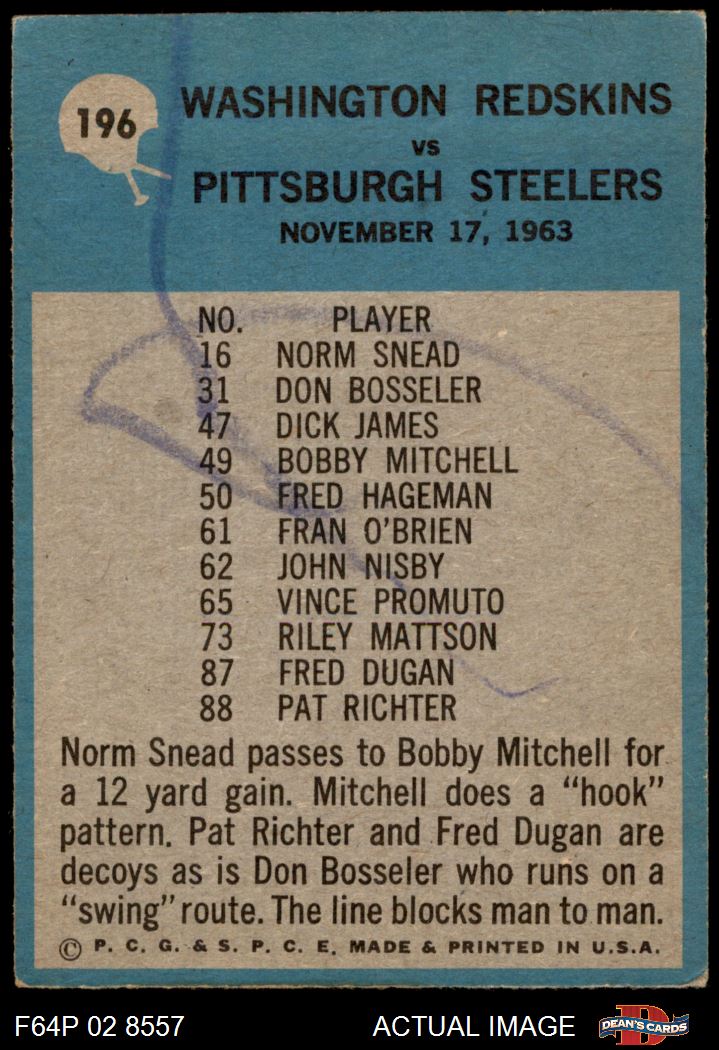 196
WASHINGTON REDSKINS
vs
PITTSBURGH STEELERS
NOVEMBER 17, 1963
NO. PLAYER
16 NORM SNEAD
31 DON BOSSELER
47 DICK JAMES
49 BOBBY MITCHELL
50 FRED HAGEMAN
61 FRAN O'BRIEN
62 JOHN NISBY
65 VINCE PROMUTO
73 RILEY MATTSON
87 FRED DUGAN
88 PAT RICHTER
Norm Snead passes to Bobby Mitchell for
a 12 yard gain. Mitchell does a “hook”
pattern. Pat Richter and Fred Dugan are
decoys as is Don Bosseler who runs on a
“swing” route. The line blocks man to man.
© P. C. G. & S. P. C. E. MADE & PRINTED IN U.S.A.
F64P 02 8557 ACTUAL IMAGE
D
DEAN'S CARDS